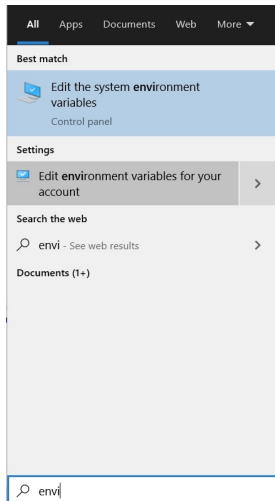 All Apps Documents Web More
Best match
Edit the system environment
variables
Control panel
Settings
Edit environment variables for your
account
Search the web
envi - See web results
Documents (1+)
envi